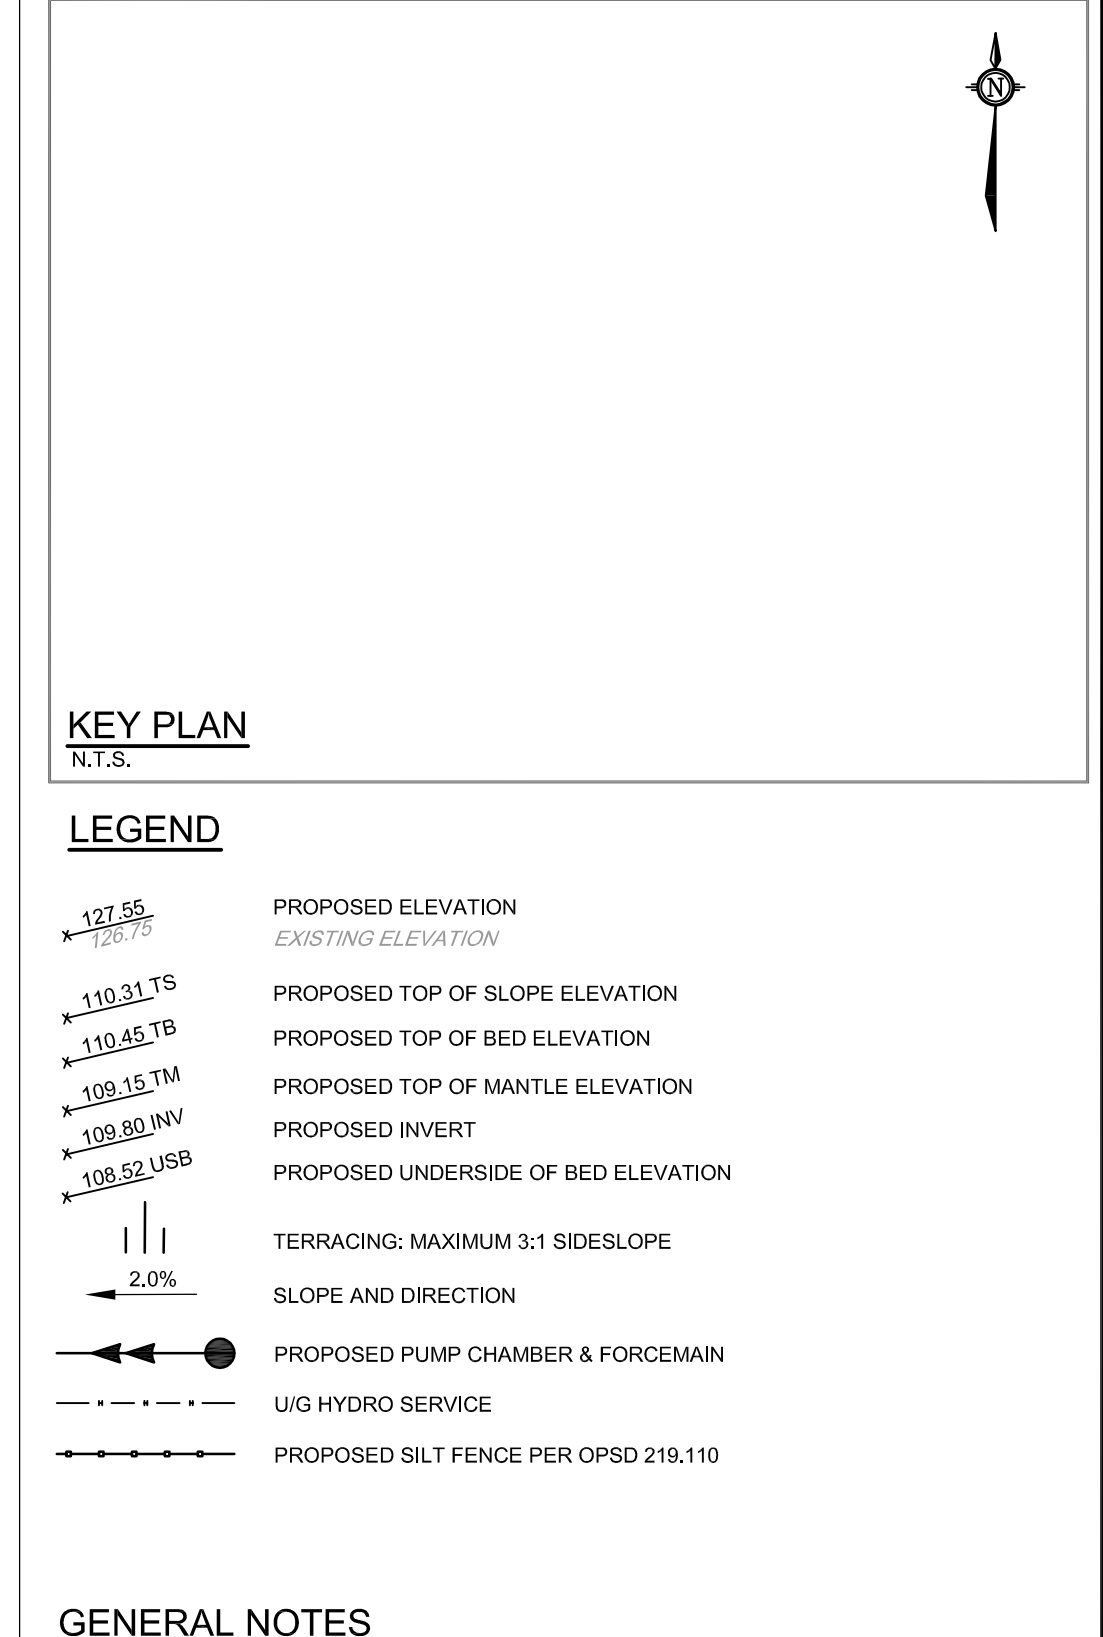 N
KEY PLAN
N.T.S.
LEGEND
127.55 PROPOSED ELEVATION
126.75 EXISTING ELEVATION
110.31 TS PROPOSED TOP OF SLOPE ELEVATION
110.45 TB PROPOSED TOP OF BED ELEVATION
109.15 TM PROPOSED TOP OF MANTLE ELEVATION
109.80 INV PROPOSED INVERT
108.52 USB PROPOSED UNDERSIDE OF BED ELEVATION
TERRACING: MAXIMUM 3:1 SIDESLOPE
2.0% SLOPE AND DIRECTION
PROPOSED PUMP CHAMBER & FORCEMAIN
H H H U/G HYDRO SERVICE
PROPOSED SILT FENCE PER OPSD 219.110
GENERAL NOTES